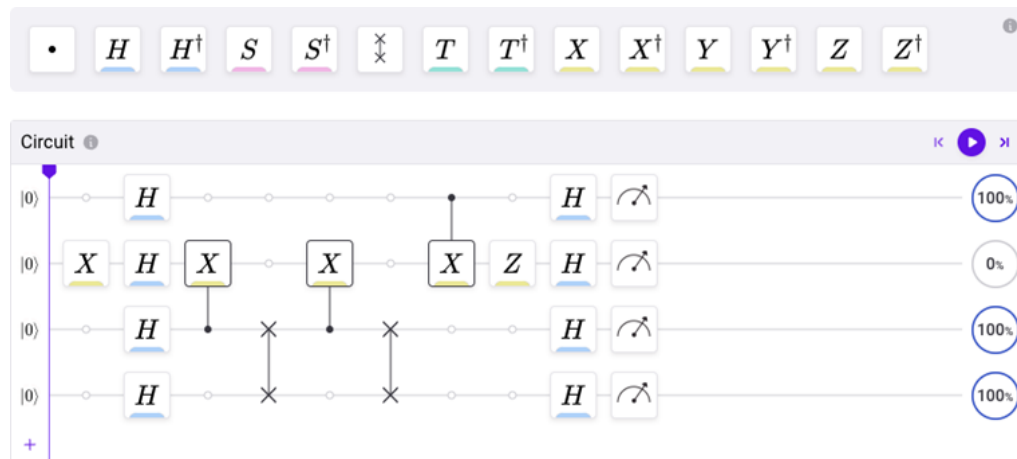 • H H† S S† T T† X X† Y Y† Z Z†
Circuit
|0⟩ H H 100%
|0⟩ X H X X X Z H 0%
|0⟩ H H 100%
|0⟩ H H 100%
+